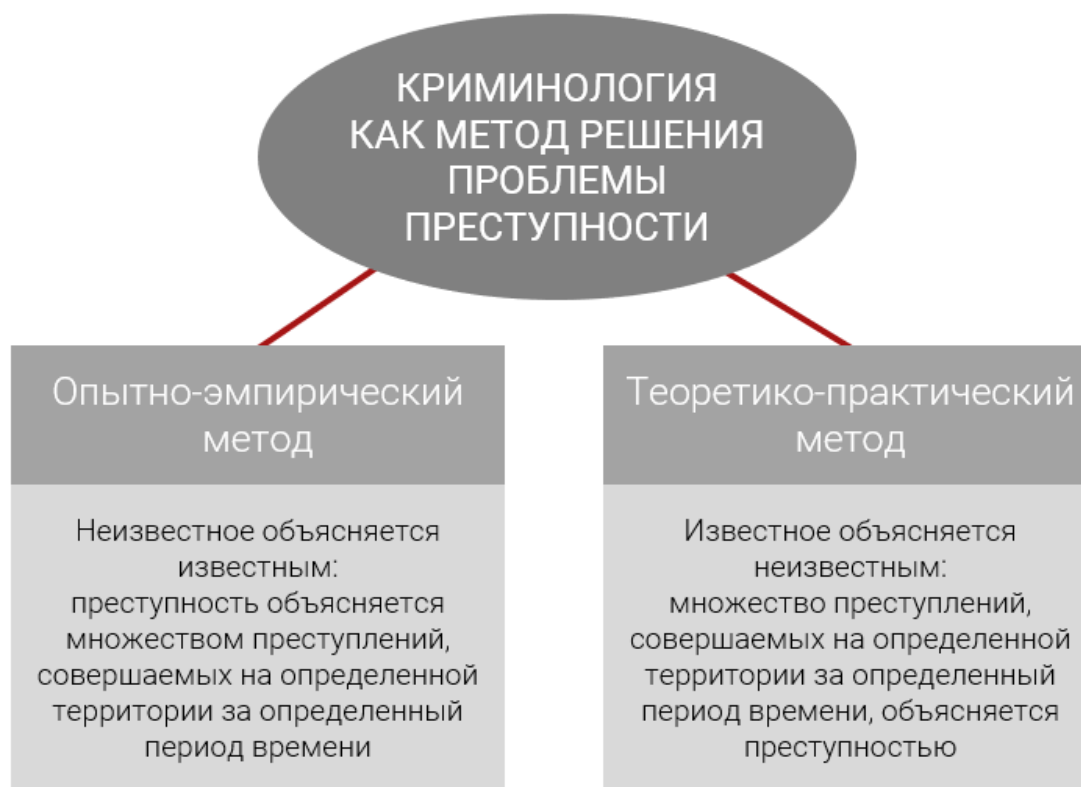 КРИМИНОЛОГИЯ
КАК МЕТОД РЕШЕНИЯ
ПРОБЛЕМЫ
ПРЕСТУПНОСТИ
Опытно-эмпирический
метод
Неизвестное объясняется
известным:
преступность объясняется
множеством преступлений,
совершаемых на определенной
территории за определенный
период времени
Теоретико-практический
метод
Известное объясняется
неизвестным:
множество преступлений,
совершаемых на определенной
территории за определенный
период времени, объясняется
преступностью